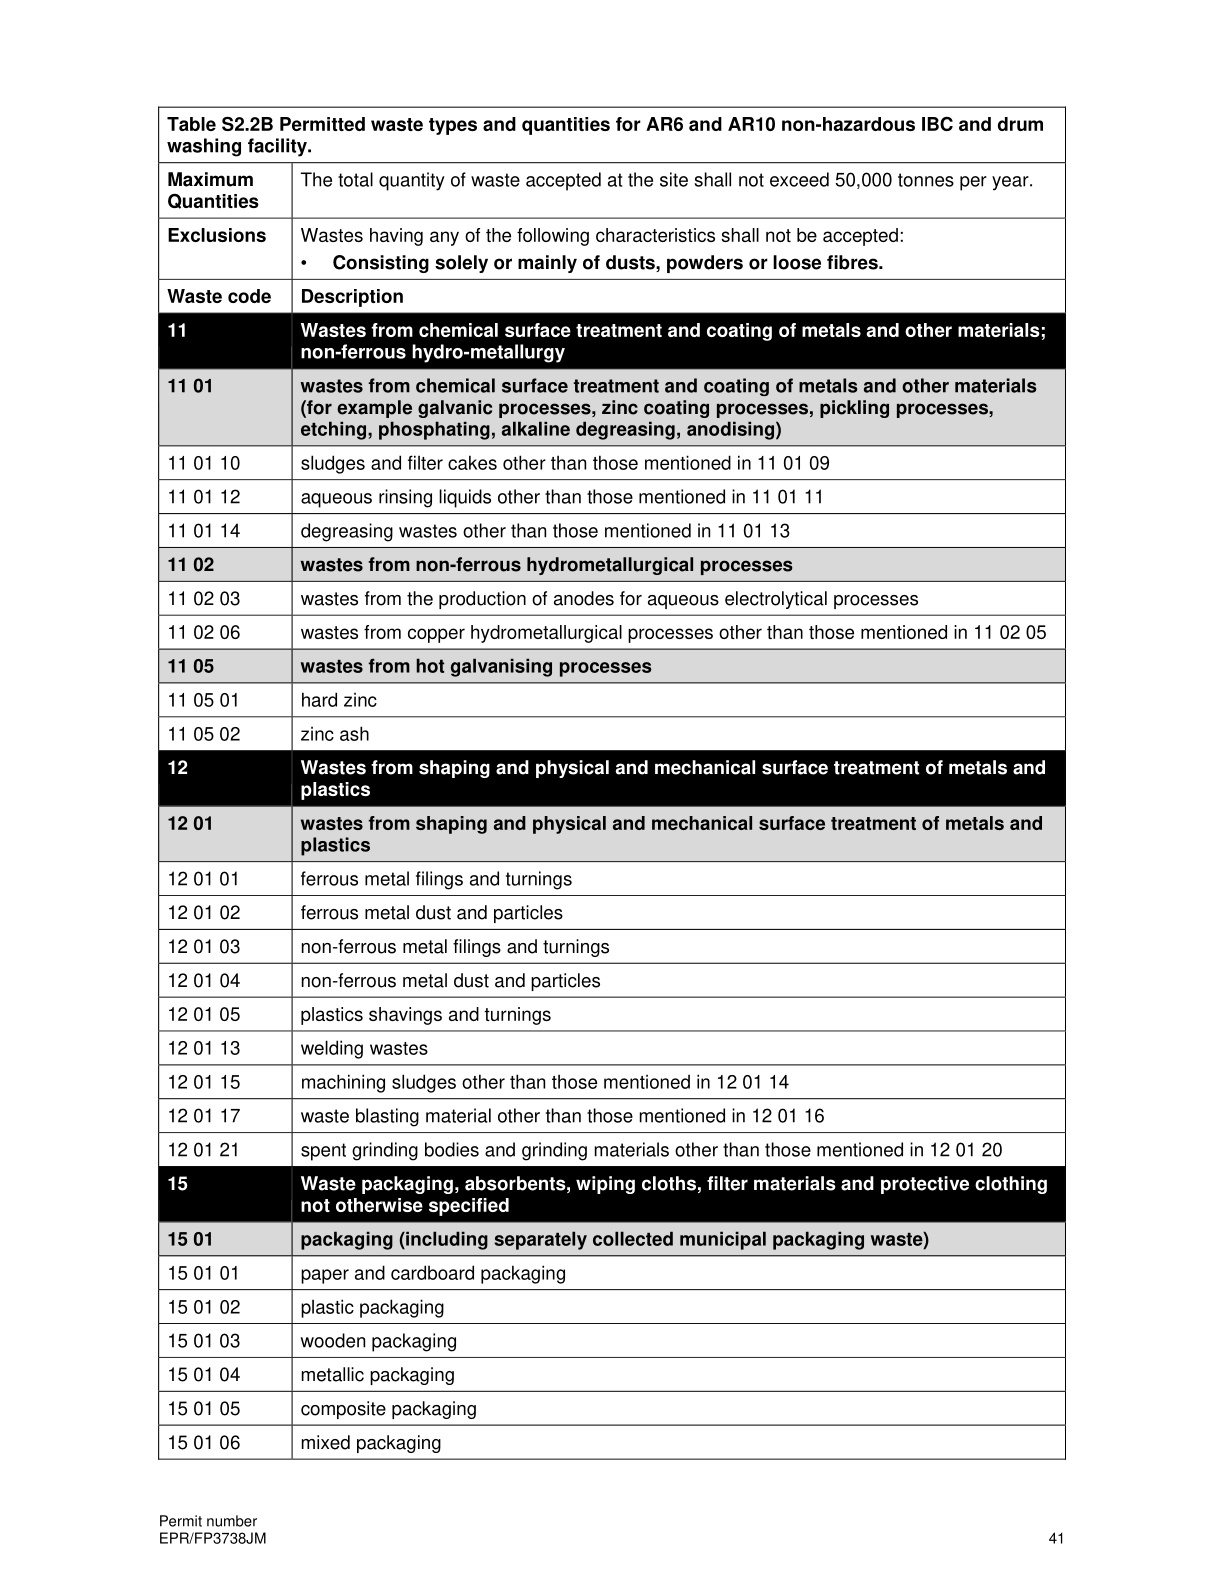 Table S2.2B Permitted waste types and quantities for AR6 and AR10 non-hazardous IBC and drum
washing facility.
Maximum
Quantities
The total quantity of waste accepted at the site shall not exceed 50,000 tonnes per year.
Exclusions
Wastes having any of the following characteristics shall not be accepted:
• Consisting solely or mainly of dusts, powders or loose fibres.
Waste code Description
11 Wastes from chemical surface treatment and coating of metals and other materials;
non-ferrous hydro-metallurgy
11 01 wastes from chemical surface treatment and coating of metals and other materials
(for example galvanic processes, zinc coating processes, pickling processes,
etching, phosphating, alkaline degreasing, anodising)
11 01 10 sludges and filter cakes other than those mentioned in 11 01 09
11 01 12 aqueous rinsing liquids other than those mentioned in 11 01 11
11 01 14 degreasing wastes other than those mentioned in 11 01 13
11 02 wastes from non-ferrous hydrometallurgical processes
11 02 03 wastes from the production of anodes for aqueous electrolytical processes
11 02 06 wastes from copper hydrometallurgical processes other than those mentioned in 11 02 05
11 05 wastes from hot galvanising processes
11 05 01 hard zinc
11 05 02 zinc ash
12 Wastes from shaping and physical and mechanical surface treatment of metals and
plastics
12 01 wastes from shaping and physical and mechanical surface treatment of metals and
plastics
12 01 01 ferrous metal filings and turnings
12 01 02 ferrous metal dust and particles
12 01 03 non-ferrous metal filings and turnings
12 01 04 non-ferrous metal dust and particles
12 01 05 plastics shavings and turnings
12 01 13 welding wastes
12 01 15 machining sludges other than those mentioned in 12 01 14
12 01 17 waste blasting material other than those mentioned in 12 01 16
12 01 21 spent grinding bodies and grinding materials other than those mentioned in 12 01 20
15 Waste packaging, absorbents, wiping cloths, filter materials and protective clothing
not otherwise specified
15 01 packaging (including separately collected municipal packaging waste)
15 01 01 paper and cardboard packaging
15 01 02 plastic packaging
15 01 03 wooden packaging
15 01 04 metallic packaging
15 01 05 composite packaging
15 01 06 mixed packaging
Permit number
EPR/FP3738JM 41